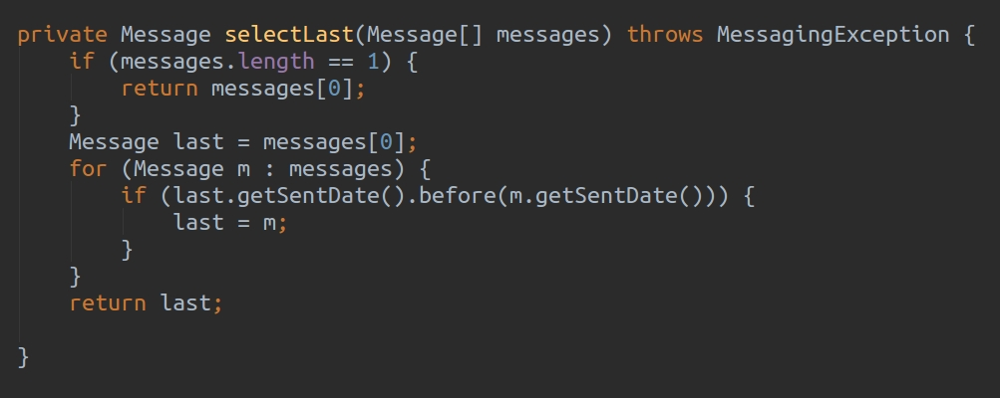 private Message selectLast(Message[] messages) throws MessagingException {
    if (messages.length == 1) {
        return messages[0];
    }
    Message last = messages[0];
    for (Message m : messages) {
        if (last.getSentDate().before(m.getSentDate())) {
            last = m;
        }
    }
    return last;

}